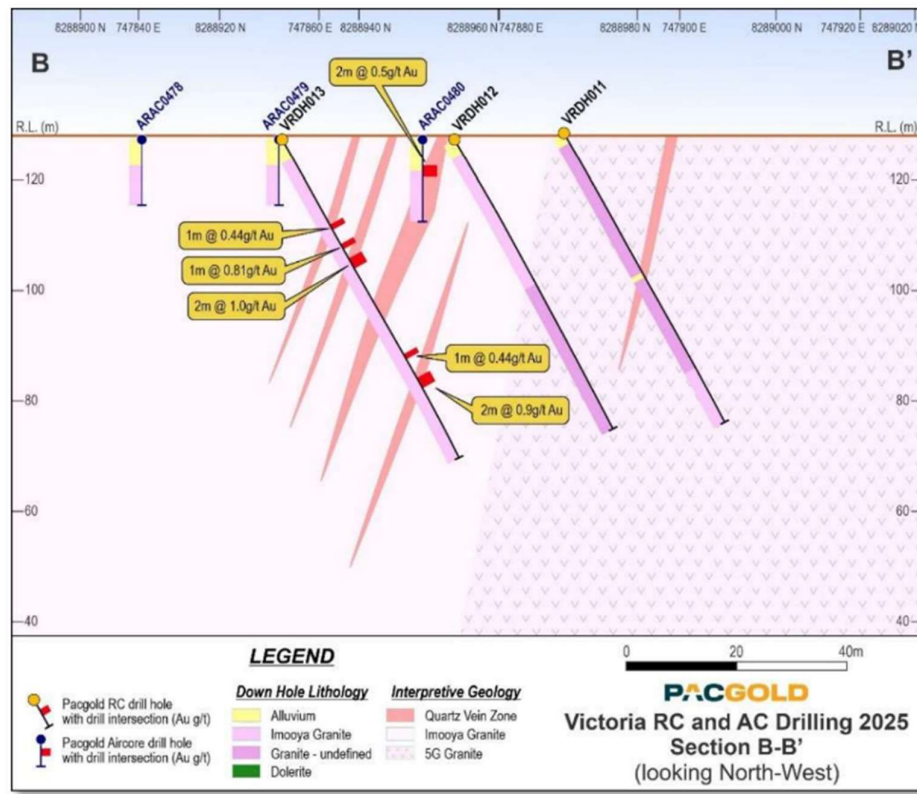 8288900 N 747840 E 8288920 N 747860 E 8288940 N 8288960 N 747880 E 8288980 N 747900 E 8289000 N 747920 E 8289020 N
B B'
ARAC0478
ARAC0479
VRDH013
ARAC0480
VRDH012
VRDH011
2m @ 0.5g/t Au
R.L. (m) R.L. (m)
120 120
1m @ 0.44g/t Au
1m @ 0.81g/t Au
2m @ 1.0g/t Au
100 100
1m @ 0.44g/t Au
2m @ 0.9g/t Au
80 80
60 60
40 40
LEGEND
Pacgold RC drill hole
with drill intersection (Au g/t)
Pacgold Aircore drill hole
with drill intersection (Au g/t)
Down Hole Lithology
Alluvium
Imooya Granite
Granite - undefined
Dolerite
Interpretive Geology
Quartz Vein Zone
Imooya Granite
5G Granite
0 20 40m
PACGOLD
Victoria RC and AC Drilling 2025
Section B-B'
(looking North-West)